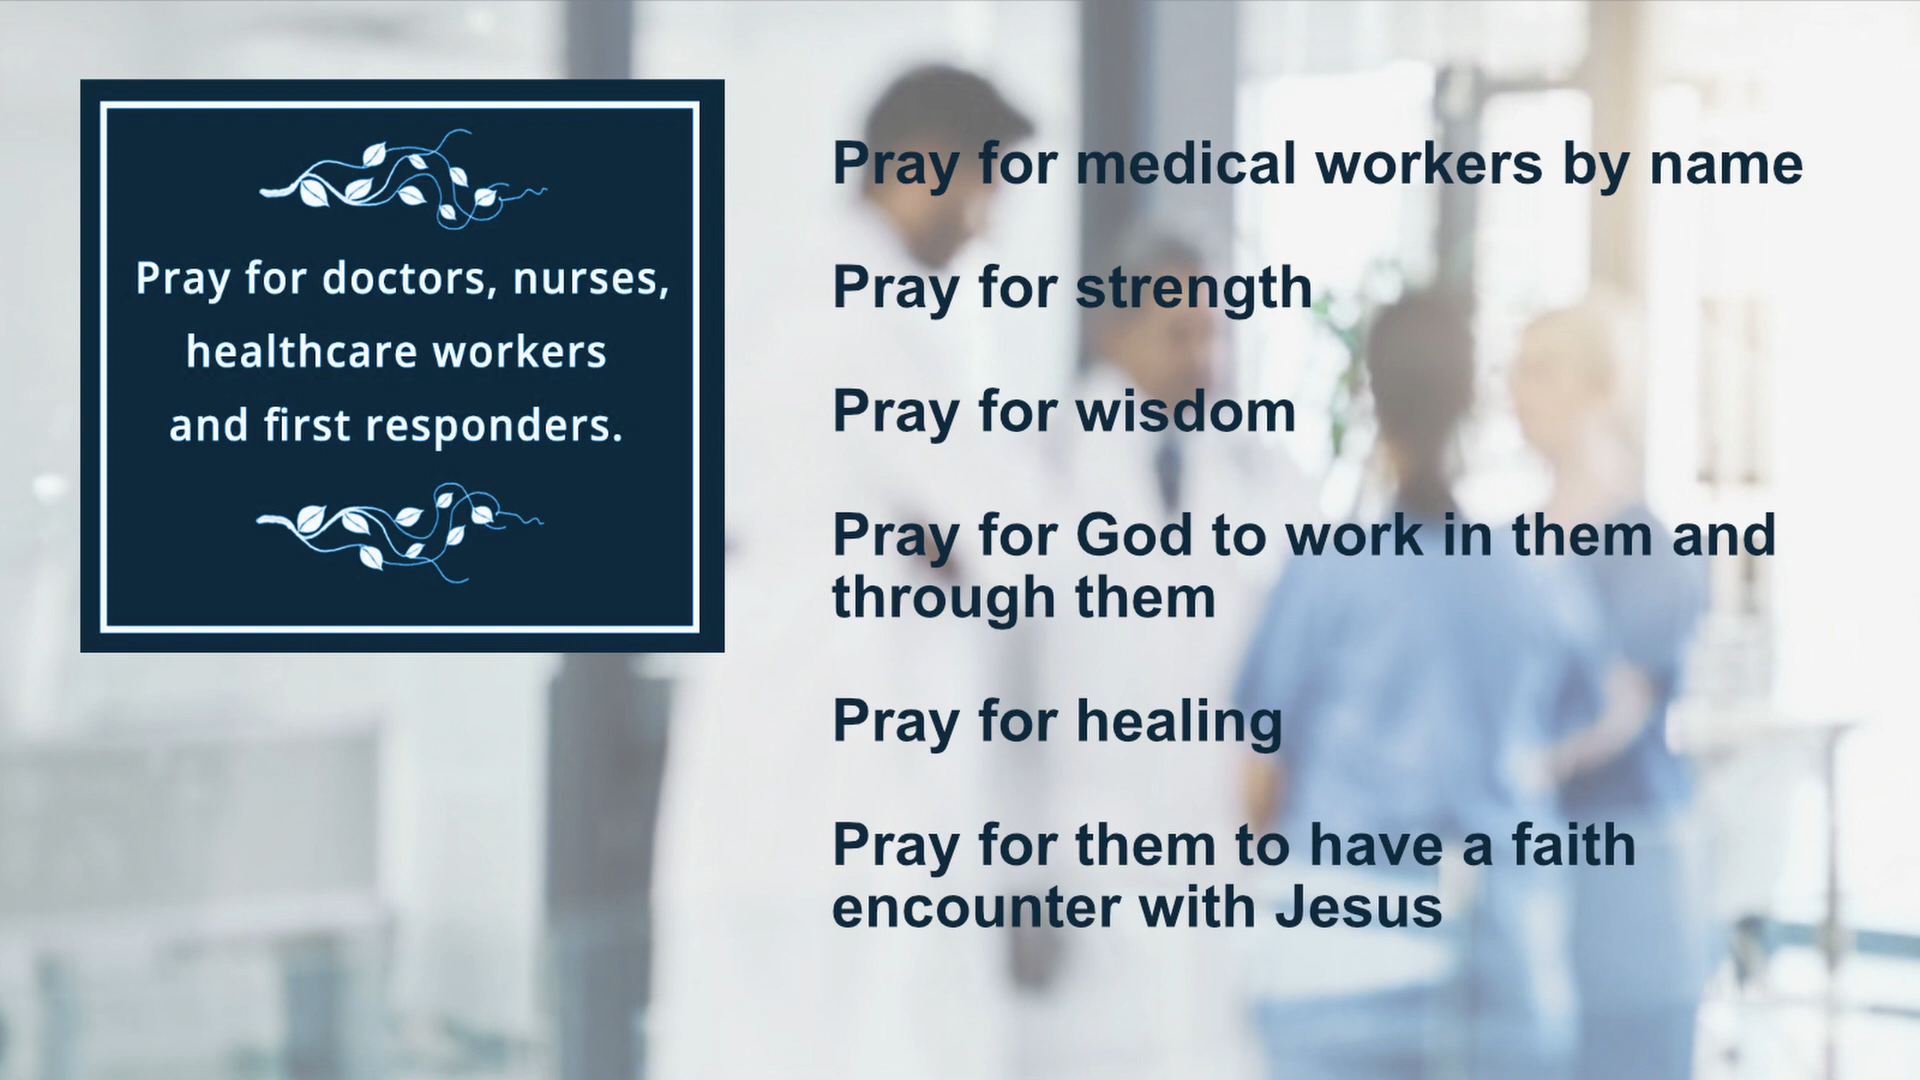 Pray for doctors, nurses,
healthcare workers
and first responders.
Pray for medical workers by name
Pray for strength
Pray for wisdom
Pray for God to work in them and
through them
Pray for healing
Pray for them to have a faith
encounter with Jesus